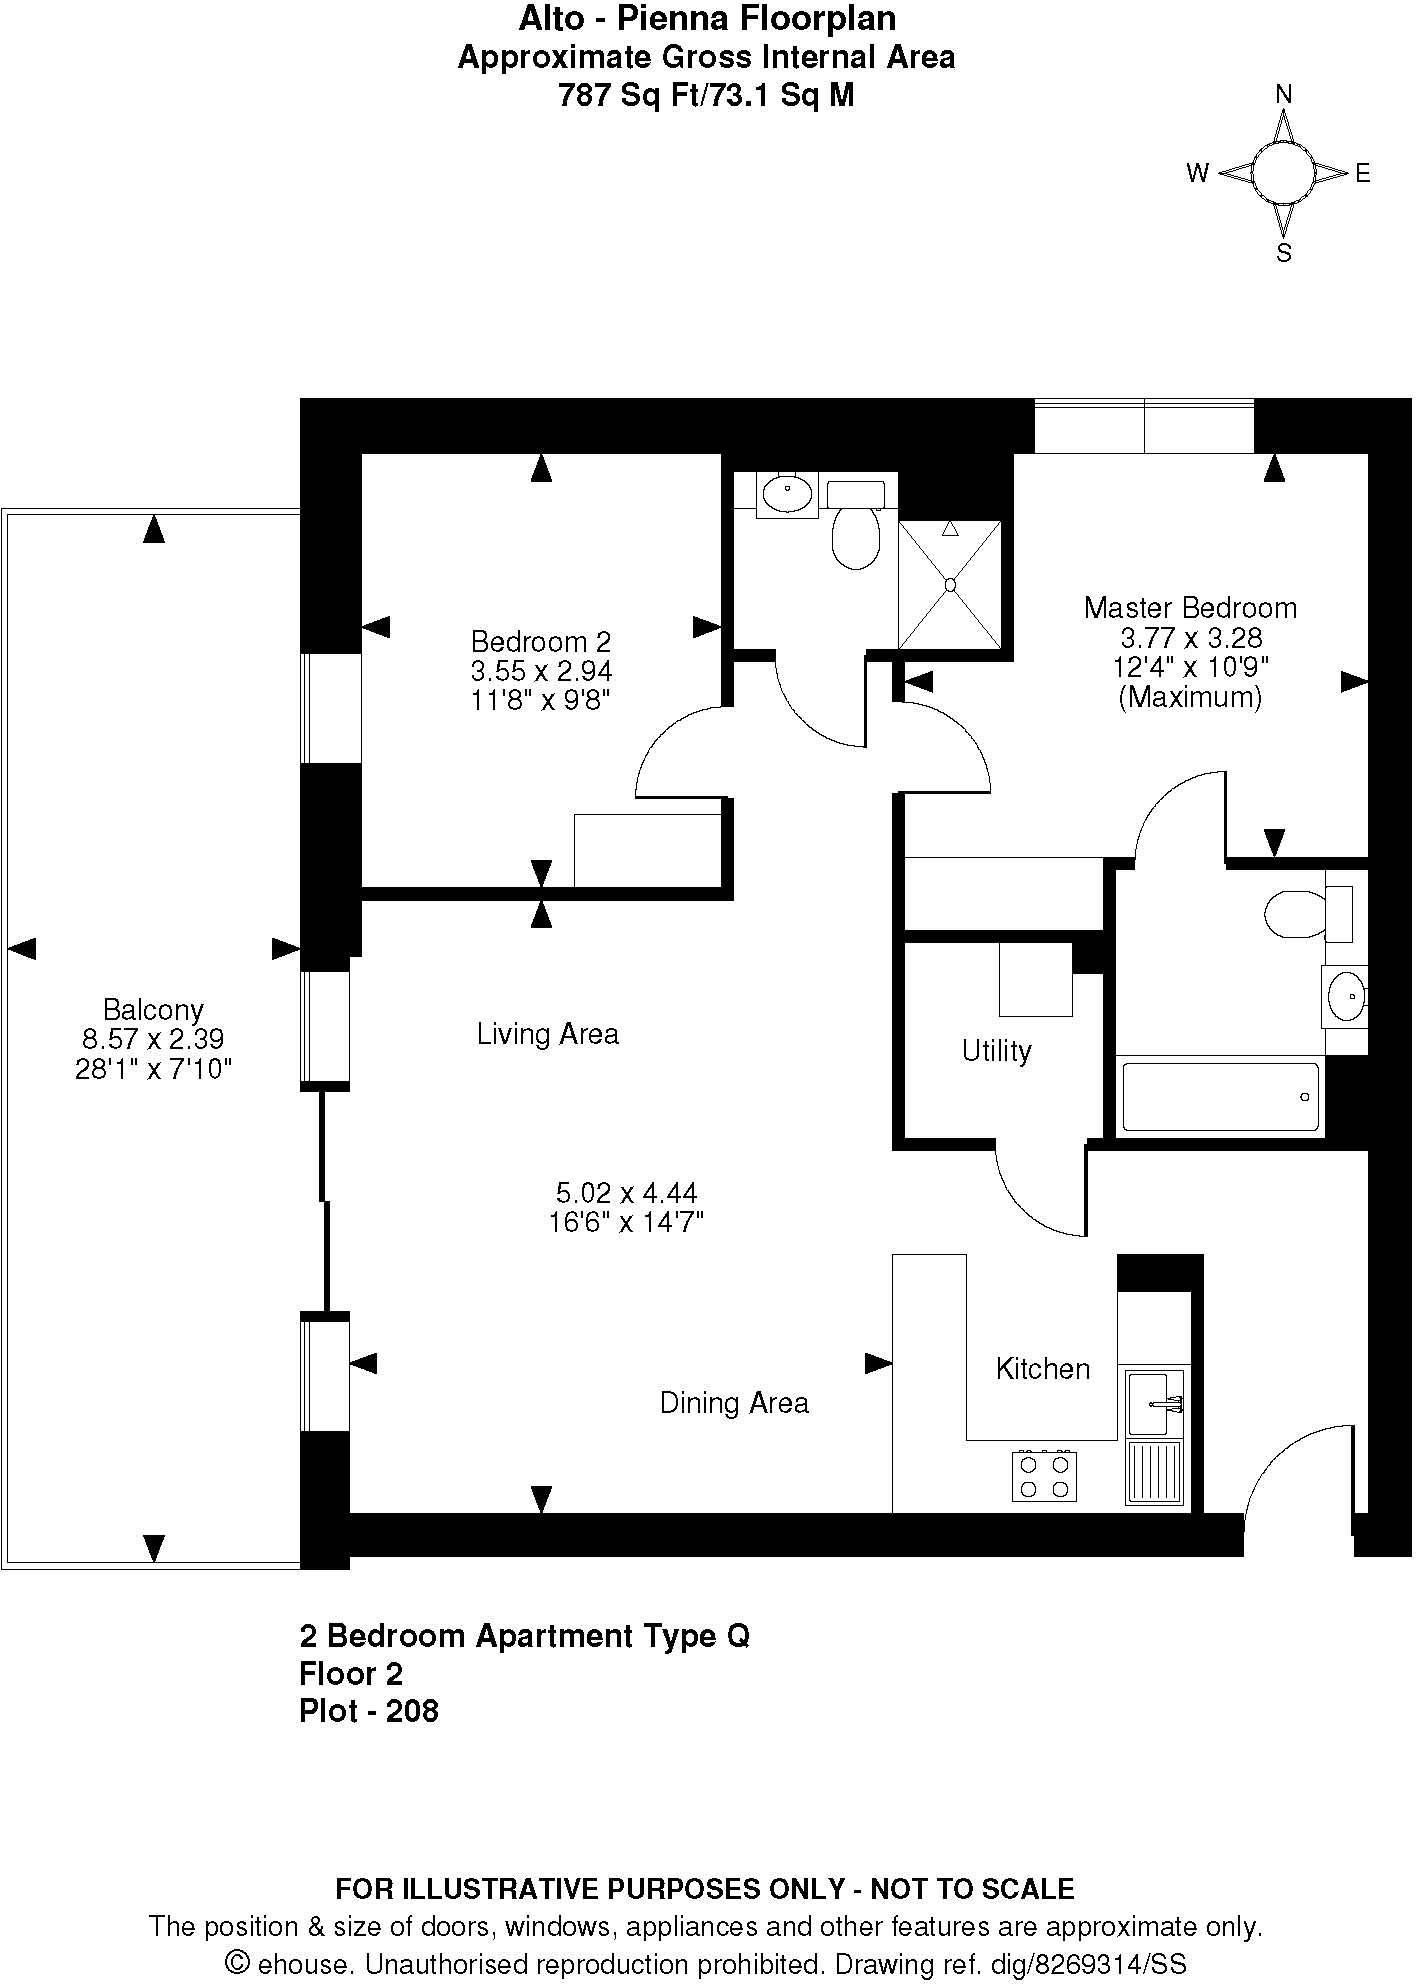 Alto - Pienna Floorplan
Approximate Gross Internal Area
787 Sq Ft/73.1 Sq M
N
W
E
S
Master Bedroom
3.77 x 3.28
12'4" x 10'9"
(Maximum)
Bedroom 2
3.55 x 2.94
11'8" x 9'8"
Balcony
8.57 x 2.39
28'1" x 7'10"
Living Area
Utility
5.02 x 4.44
16'6" x 14'7"
Kitchen
Dining Area
2 Bedroom Apartment Type Q
Floor 2
Plot - 208
FOR ILLUSTRATIVE PURPOSES ONLY - NOT TO SCALE
The position & size of doors, windows, appliances and other features are approximate only.
© ehouse. Unauthorised reproduction prohibited. Drawing ref. dig/8269314/SS